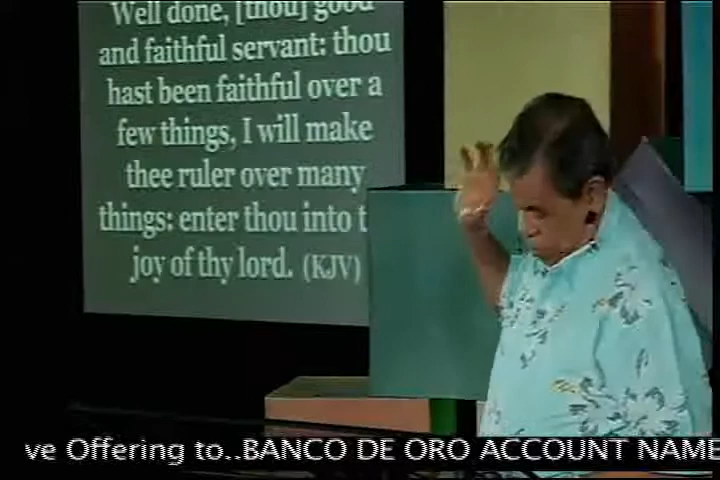 Well done, [thou] good
and faithful servant: thou
hast been faithful over a
few things, I will make
thee ruler over many
things: enter thou into t
joy of thy lord. (KJV)
ve Offering to..BANCO DE ORO ACCOUNT NAME